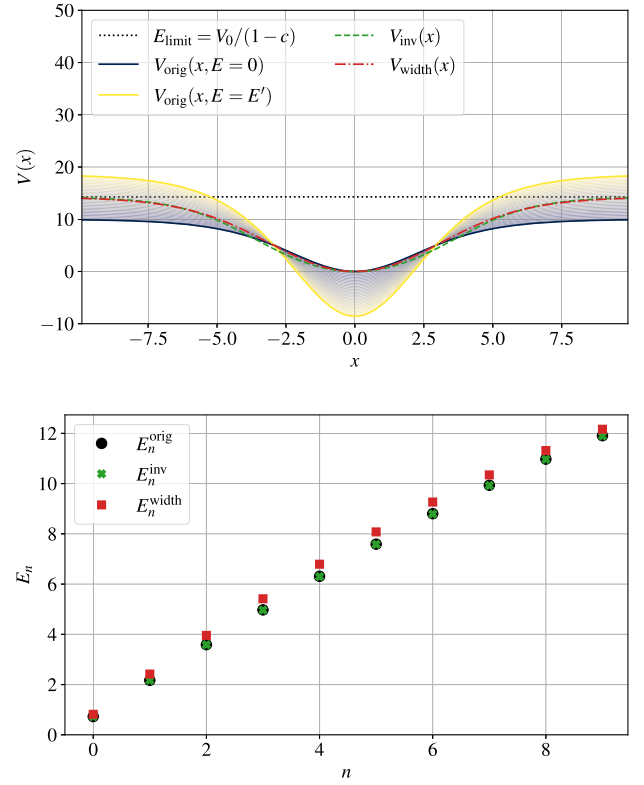 50
40
30
20
10
0
−10
V(x)
E_limit = V_0/(1 − c)
V_orig(x, E = 0)
V_orig(x, E = E′)
V_inv(x)
V_width(x)
−7.5 −5.0 −2.5 0.0 2.5 5.0 7.5
x
12
10
8
6
4
2
0
E_n
E_n^orig
E_n^inv
E_n^width
0 2 4 6 8
n